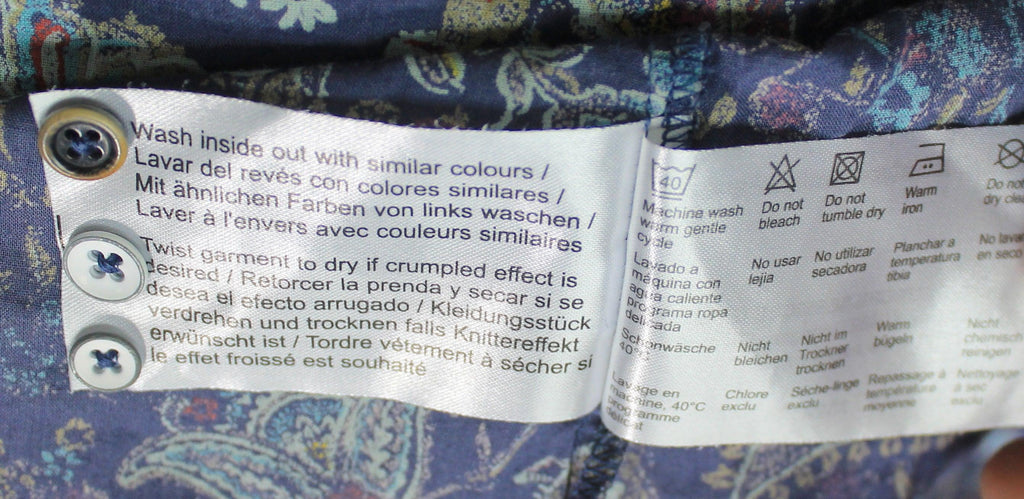 Wash inside out with similar colours /
Lavar del revés con colores similares /
Mit ähnlichen Farben von links waschen /
Laver à l'envers avec couleurs similaires
Twist garment to dry if crumpled effect is
desired / Retorcer la prenda y secar si se
desea el efecto arrugado / Kleidungsstück
verdrehen und trocknen falls Knittereffekt
erwünscht ist / Tordre vêtement à sécher si
le effet froissé est souhaité
40
Machine wash
warm gentle
cycle
Do not
bleach
Do not
tumble dry
Warm
iron
Do not
dry
Lavado a
máquina con
agua caliente
programa ropa
delicada
No usar
lejia
No utilizar
secadora
Planchar a
temperatura
tibia
No lavar
en seco
Schonwäsche
40°C
Nicht
bleichen
Nicht im
Trockner
trocknen
Warm
bügeln
Nicht
chemisch
reinigen
Lavage en
machine, 40°C
programme
délicat
Chlore
exclu
Séche-linge
exclu
Repassage à
température
moyenne
Nettoyage
à sec
exclu